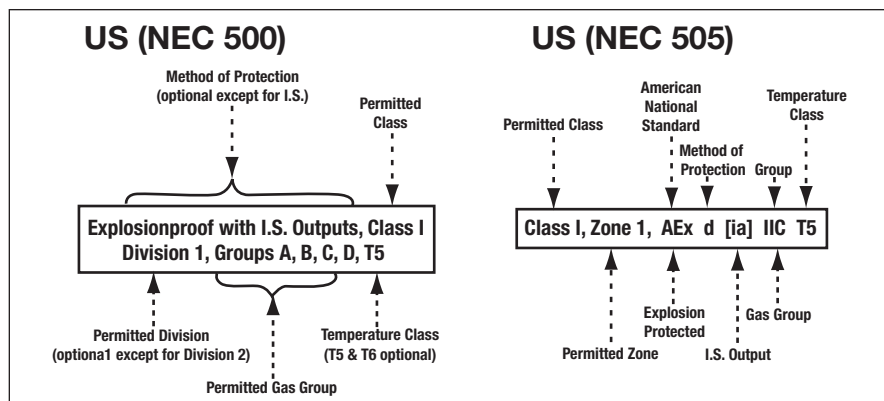 US (NEC 500)
Method of Protection
(optional except for I.S.)
Permitted
Class
Explosionproof with I.S. Outputs, Class I
Division 1, Groups A, B, C, D, T5
Permitted Division
(optiona1 except for Division 2)
Temperature Class
(T5 & T6 optional)
Permitted Gas Group
US (NEC 505)
American
National
Standard
Temperature
Class
Permitted Class
Method of
Protection
Group
Class I, Zone 1, AEx d [ia] IIC T5
Explosion
Protected
Gas Group
Permitted Zone
I.S. Output